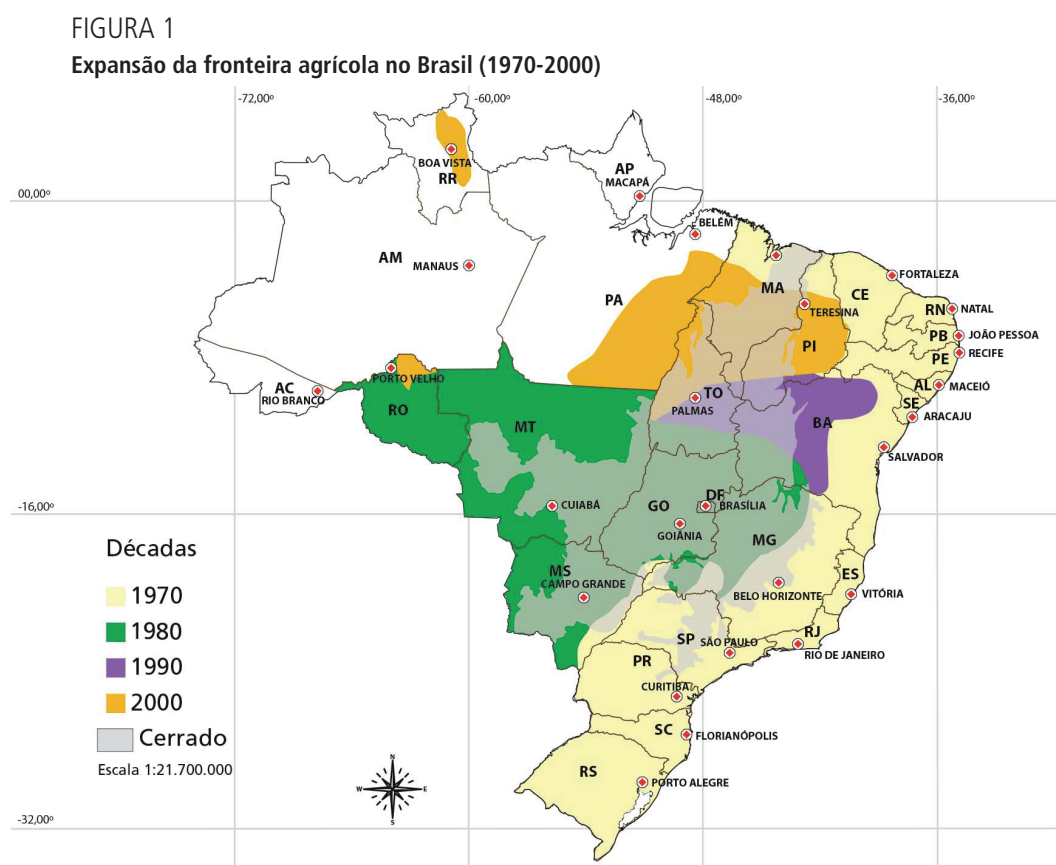 FIGURA 1
Expansão da fronteira agrícola no Brasil (1970-2000)
-72,00º
-60,00º
-48,00º
-36,00º
BOA VISTA
RR
AP
MACAPÁ
00,00º
BELÉM
AM
MANAUS
FORTALEZA
PA
MA
CE
TERESINA
RN
NATAL
PB
JOÃO PESSOA
PI
PE
RECIFE
PORTO VELHO
AC
RIO BRANCO
TO
AL
MACEIÓ
RO
PALMAS
SE
ARACAJU
MT
BA
SALVADOR
DF
CUIABÁ
GO
BRASÍLIA
-16,00º
GOIÂNIA
MG
Décadas
MS
CAMPO GRANDE
ES
1970
BELO HORIZONTE
VITÓRIA
1980
SP
SÃO PAULO
RJ
RIO DE JANEIRO
1990
PR
CURITIBA
2000
SC
FLORIANÓPOLIS
Cerrado
Escala 1:21.700.000
RS
PORTO ALEGRE
N
W
E
S
-32,00º